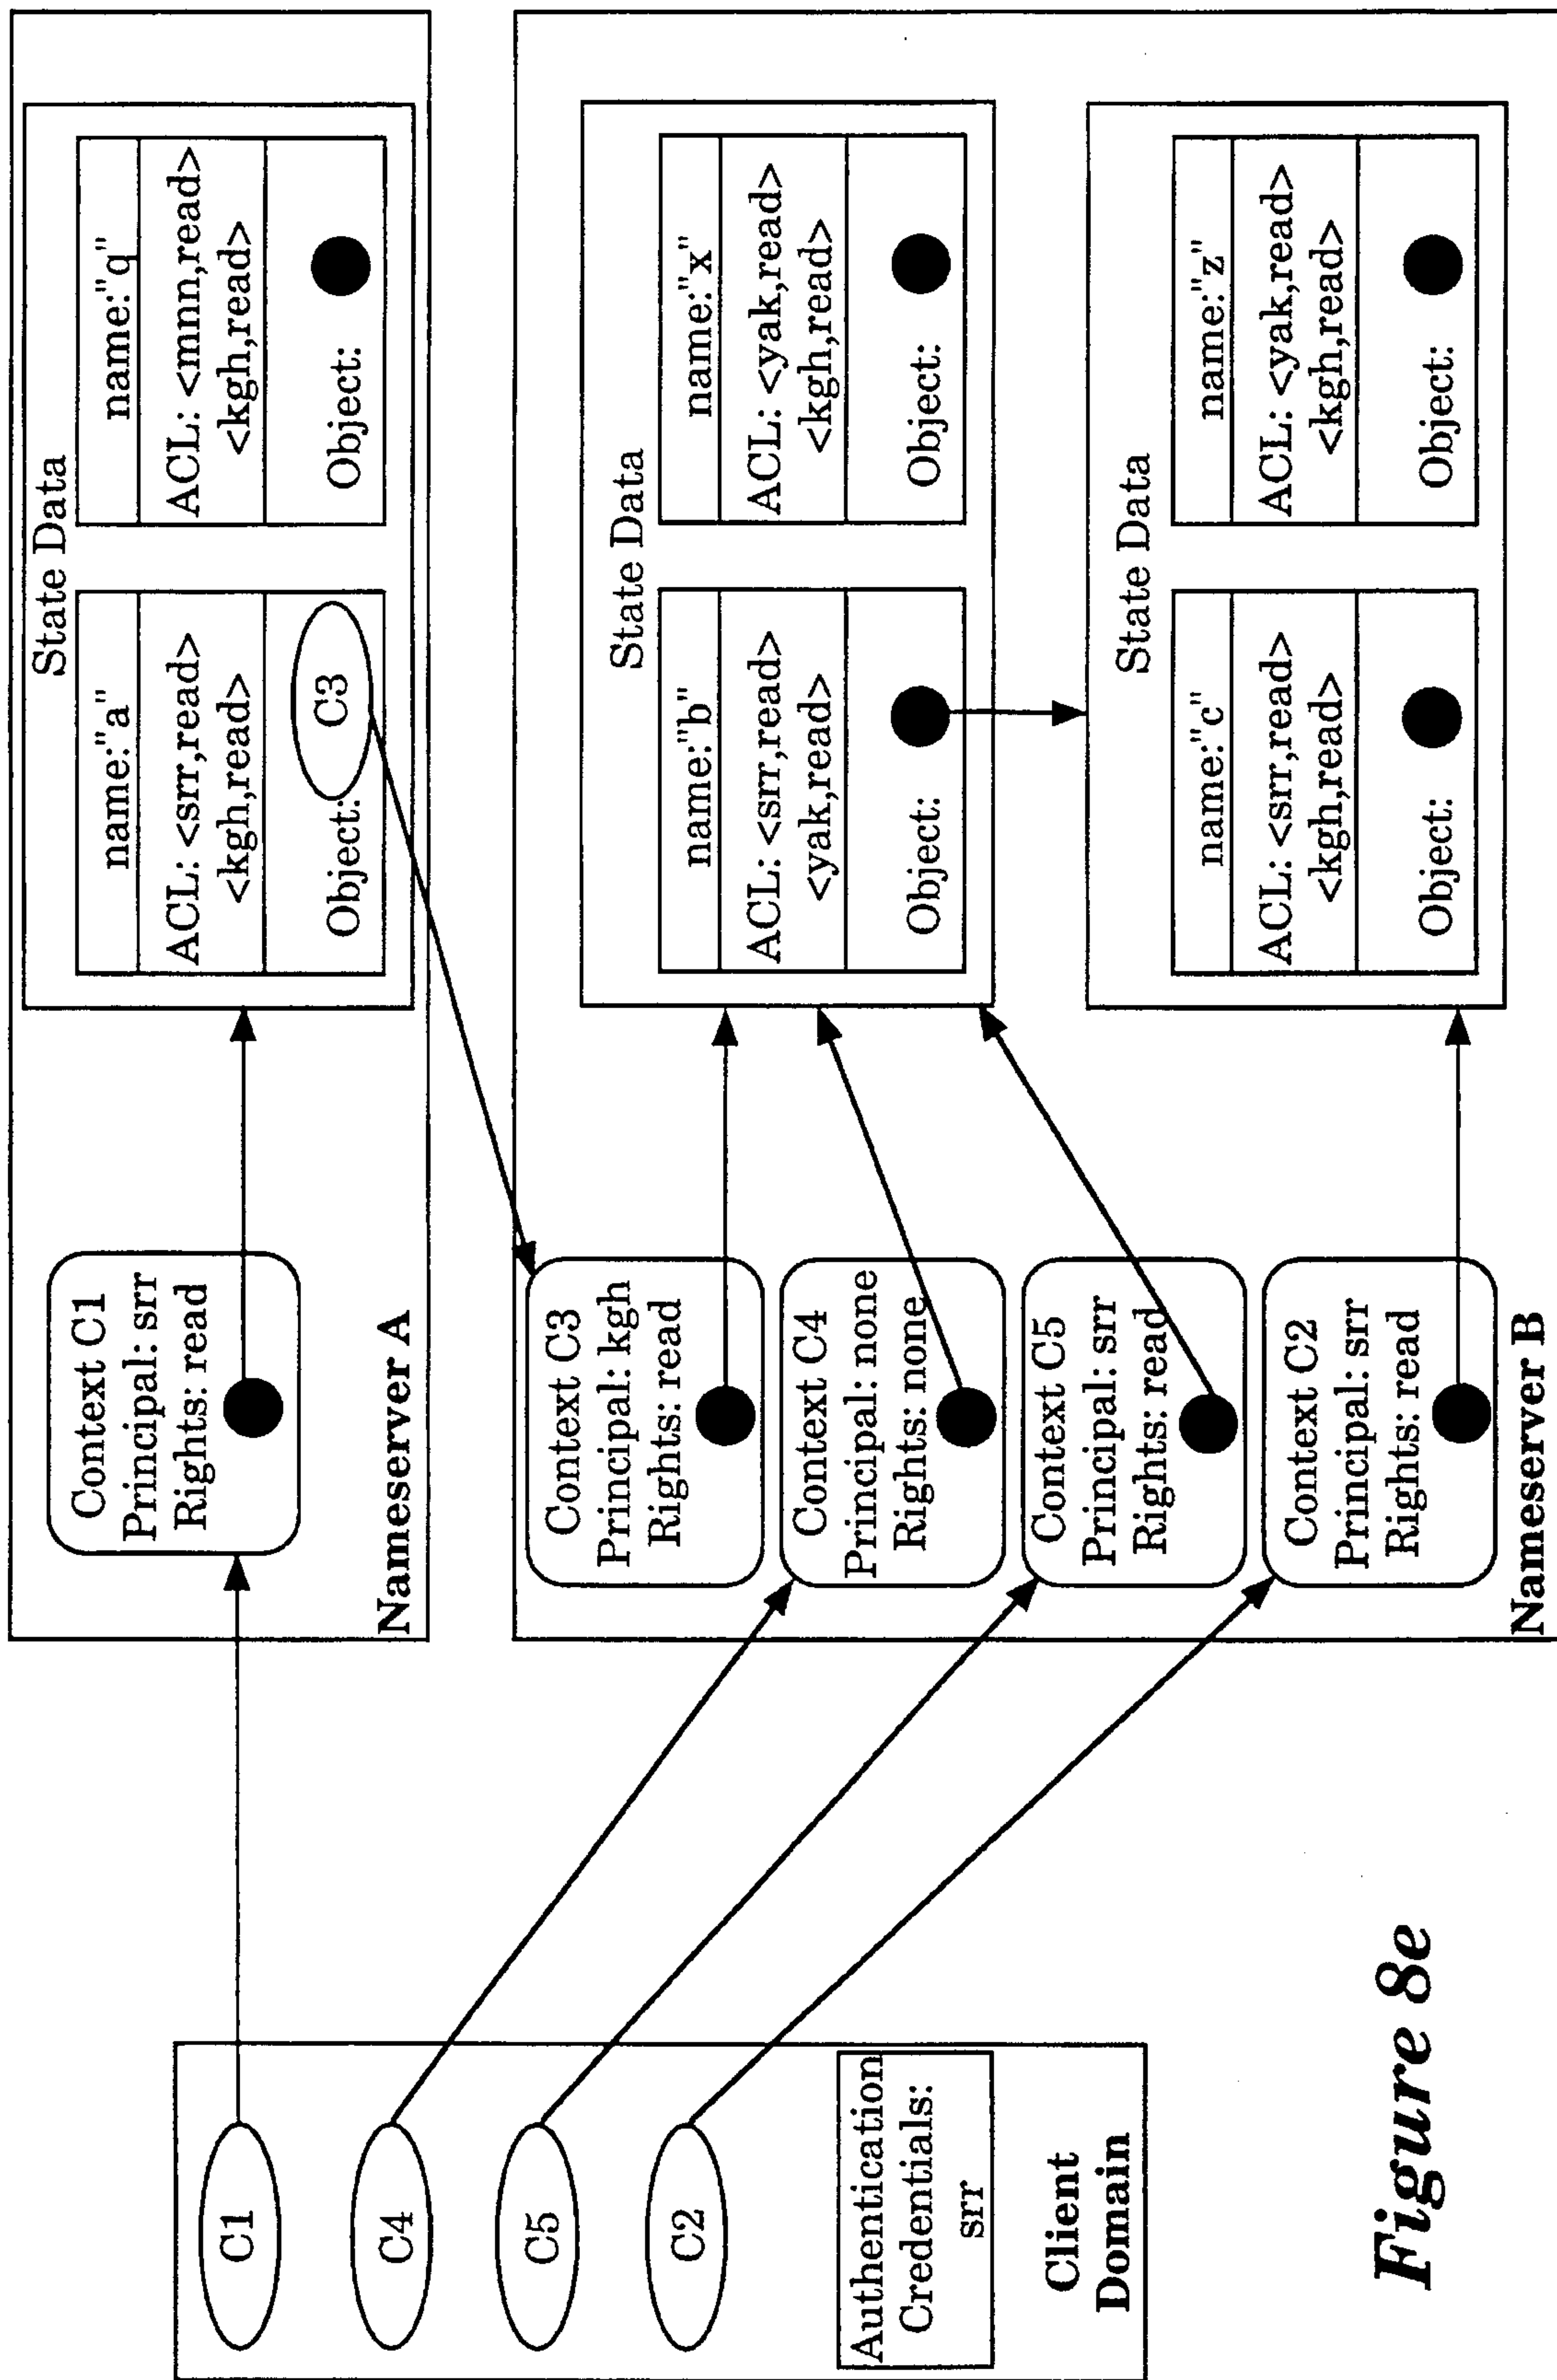 C1
C4
C5
C2
Authentication
Credentials:
srr
Client
Domain
Context C1
Principal: srr
Rights: read
Nameserver A
State Data
name:"a"
ACL: <srr,read>
<kgh,read>
Object:
C3
name:"q"
ACL: <mnn,read>
<kgh,read>
Object:
Context C3
Principal: kgh
Rights: read
Context C4
Principal: none
Rights: none
Context C5
Principal: srr
Rights: read
Context C2
Principal: srr
Rights: read
Nameserver B
State Data
name:"b"
ACL: <srr,read>
<yak,read>
Object:
name:"x"
ACL: <yak,read>
<kgh,read>
Object:
State Data
name:"c"
ACL: <srr,read>
<kgh,read>
Object:
name:"z"
ACL: <yak,read>
<kgh,read>
Object:
Figure 8e